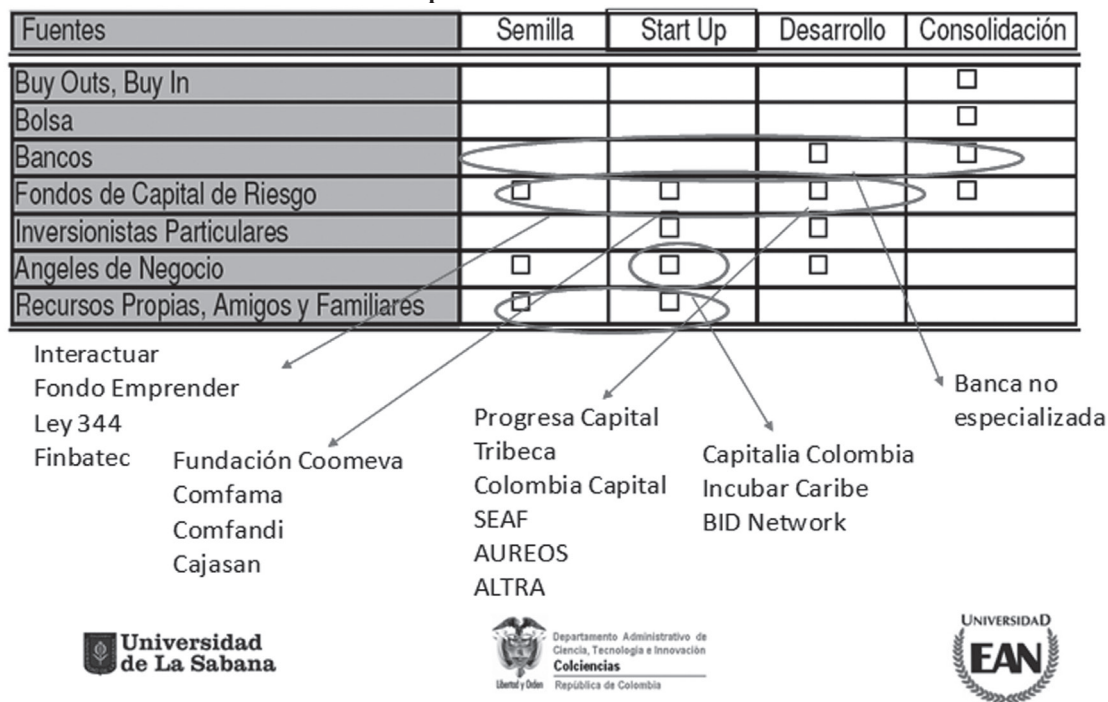 Fuentes Semilla Start Up Desarrollo Consolidación
Buy Outs, Buy In
Bolsa
Bancos
Fondos de Capital de Riesgo
Inversionistas Particulares
Angeles de Negocio
Recursos Propias, Amigos y Familiares
Interactuar
Fondo Emprender
Ley 344
Finbatec
Fundación Coomeva
Comfama
Comfandi
Cajasan
Progresa Capital
Tribeca
Colombia Capital
SEAF
AUREOS
ALTRA
Capitalia Colombia
Incubar Caribe
BID Network
Banca no
especializada
Universidad
de La Sabana
Libertad y Orden
Departamento Administrativo de
Ciencia, Tecnología e Innovación
Colciencias
República de Colombia
UNIVERSIDAD
EAN